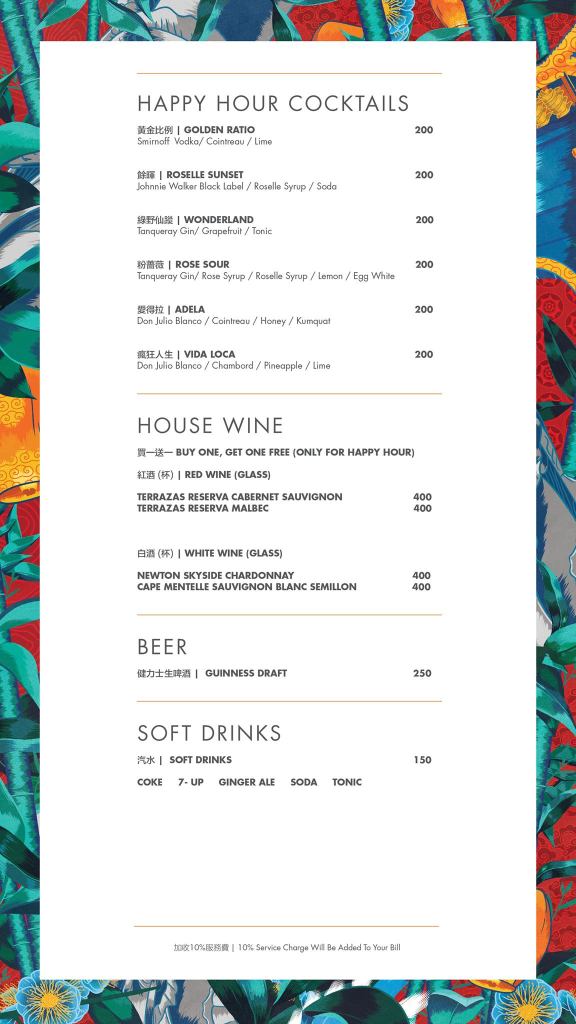 HAPPY HOUR COCKTAILS
黃金比例 | GOLDEN RATIO 200
Smirnoff Vodka/ Cointreau / Lime
餘暉 | ROSELLE SUNSET 200
Johnnie Walker Black Label / Roselle Syrup / Soda
綠野仙蹤 | WONDERLAND 200
Tanqueray Gin/ Grapefruit / Tonic
粉薔薇 | ROSE SOUR 200
Tanqueray Gin/ Rose Syrup / Roselle Syrup / Lemon / Egg White
愛得拉 | ADELA 200
Don Julio Blanco / Cointreau / Honey / Kumquat
瘋狂人生 | VIDA LOCA 200
Don Julio Blanco / Chambord / Pineapple / Lime
HOUSE WINE
買一送一 BUY ONE, GET ONE FREE (ONLY FOR HAPPY HOUR)
紅酒 (杯) | RED WINE (GLASS)
TERRAZAS RESERVA CABERNET SAUVIGNON 400
TERRAZAS RESERVA MALBEC 400
白酒 (杯) | WHITE WINE (GLASS)
NEWTON SKYSIDE CHARDONNAY 400
CAPE MENTELLE SAUVIGNON BLANC SEMILLON 400
BEER
健力士生啤酒 | GUINNESS DRAFT 250
SOFT DRINKS
汽水 | SOFT DRINKS 150
COKE 7- UP GINGER ALE SODA TONIC
加收10%服務費 | 10% Service Charge Will Be Added To Your Bill